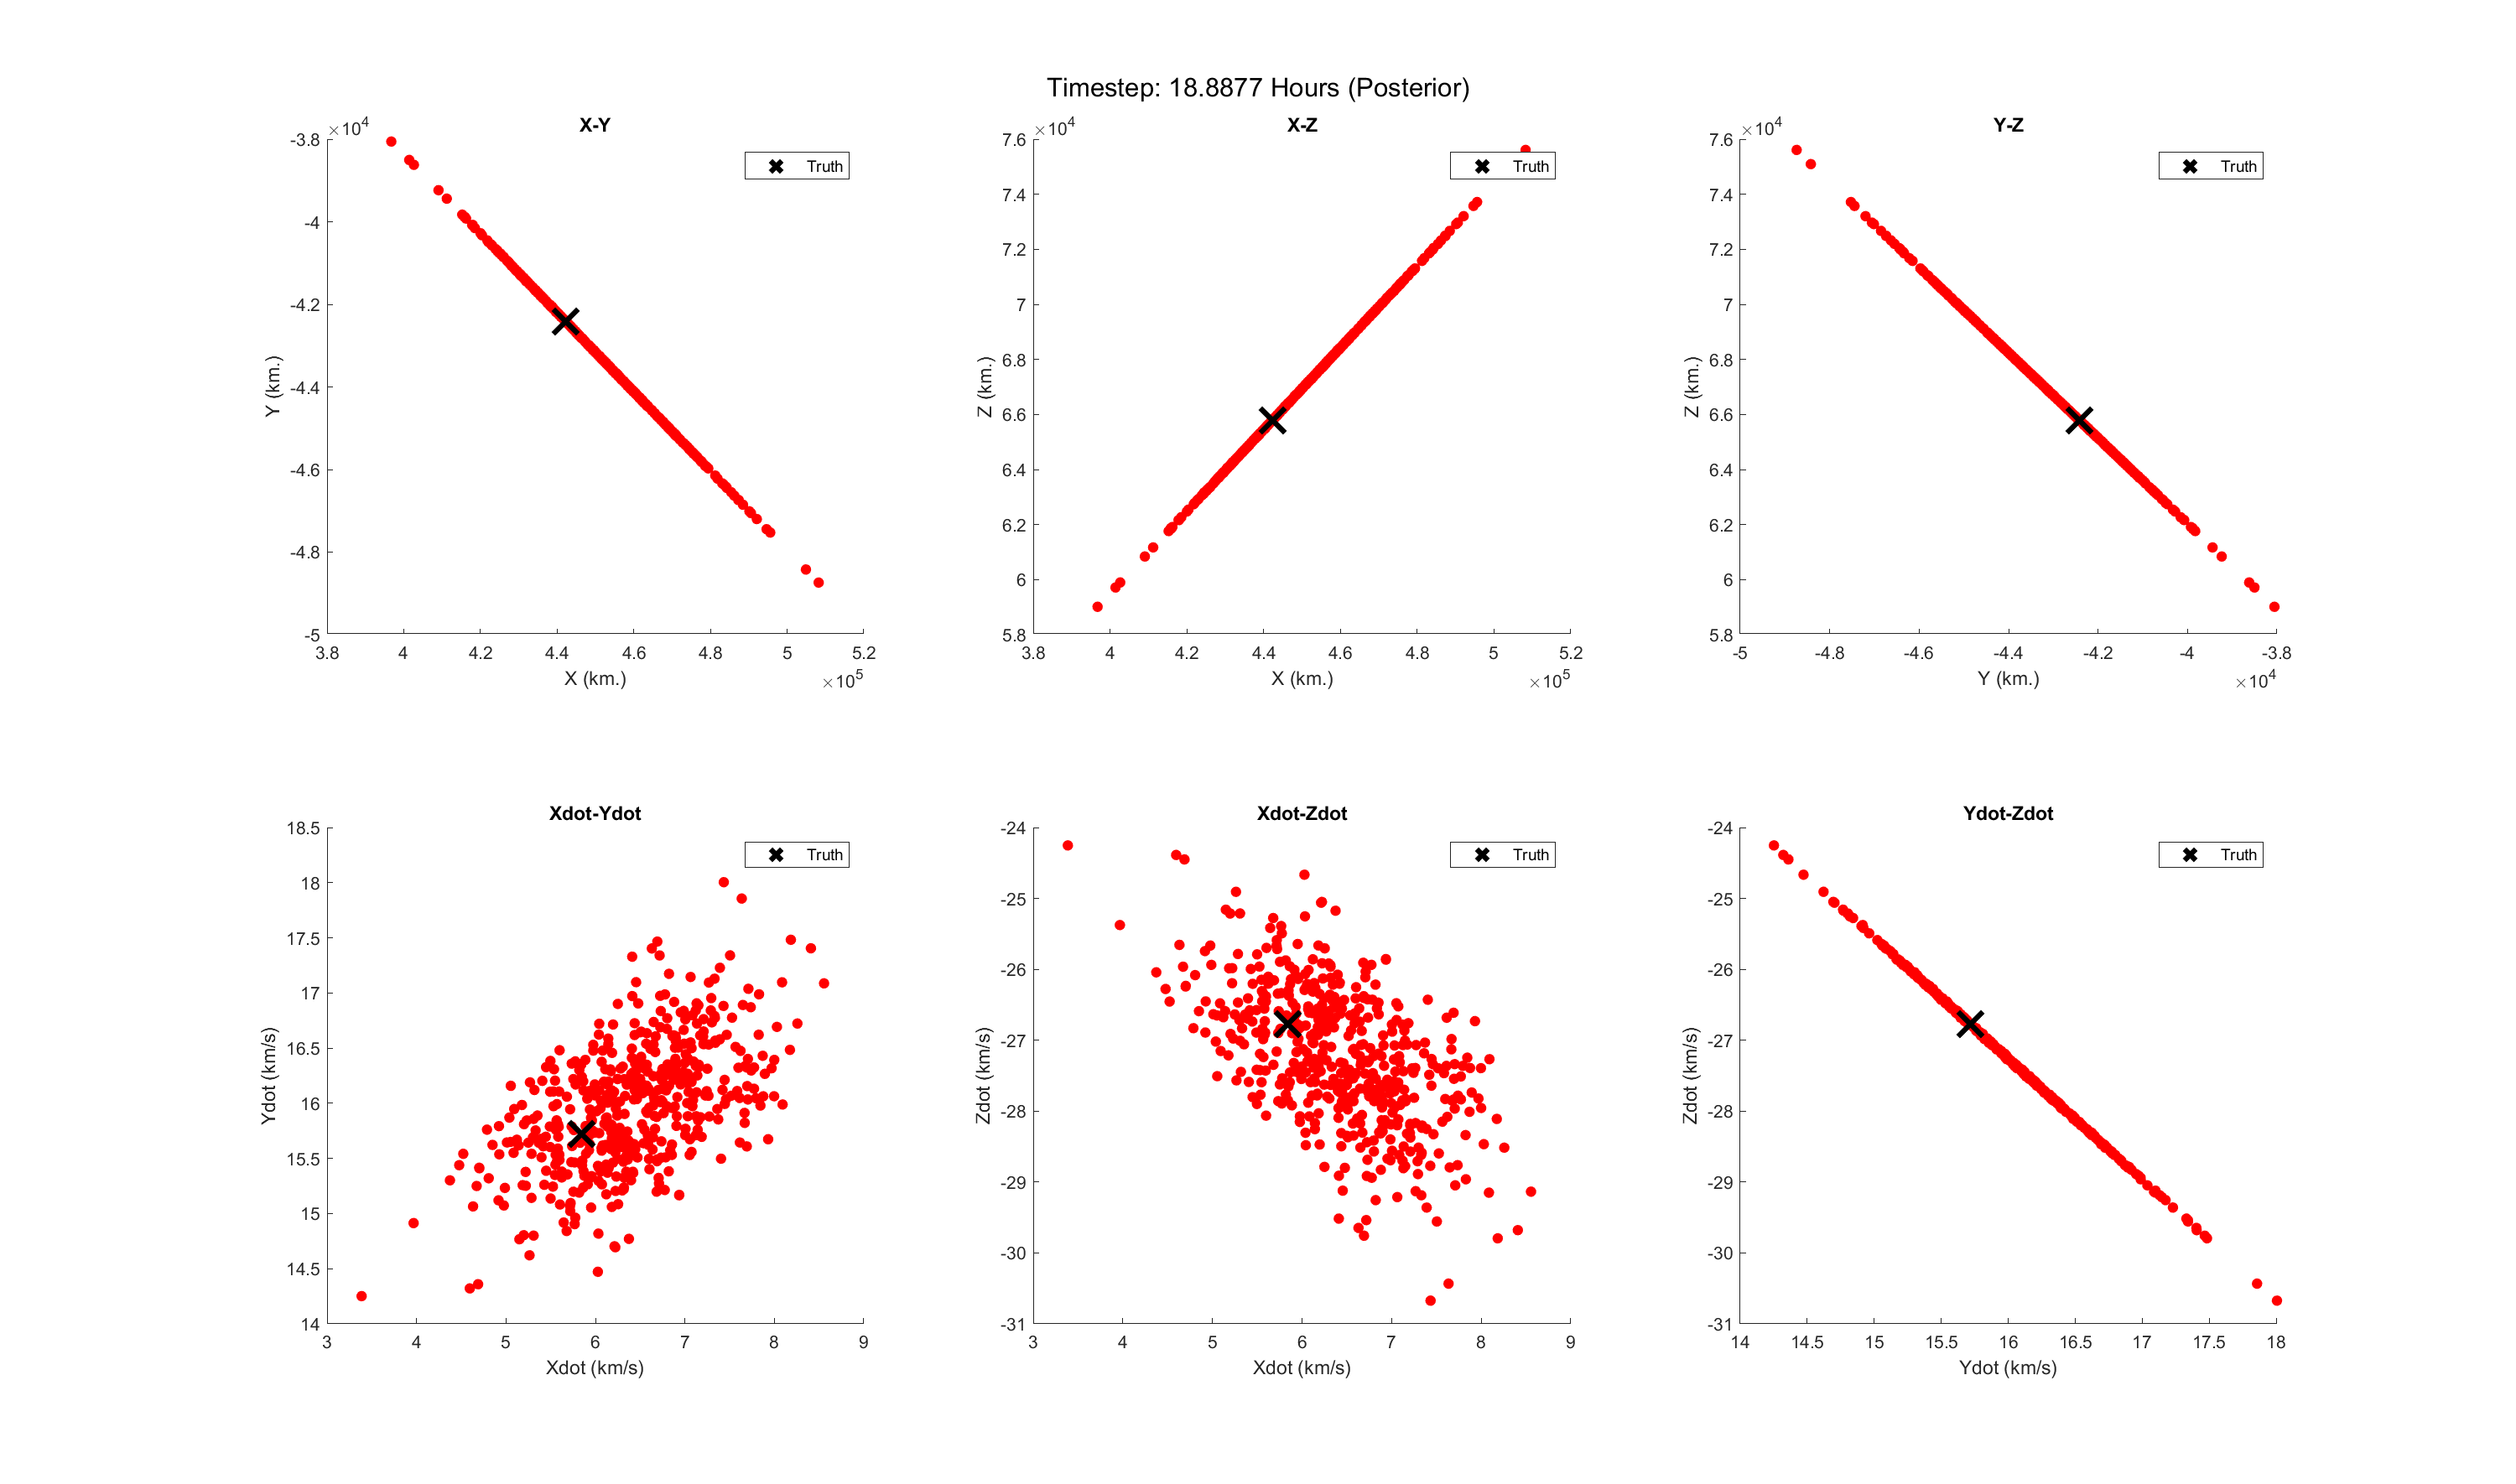 Timestep: 18.8877 Hours (Posterior)
X-Y
×10^4
-3.8
-4
-4.2
-4.4
-4.6
-4.8
-5
Y (km.)
Truth
3.8 4 4.2 4.4 4.6 4.8 5 5.2
X (km.)
×10^5
X-Z
×10^4
7.6
7.4
7.2
7
6.8
6.6
6.4
6.2
6
5.8
Z (km.)
Truth
3.8 4 4.2 4.4 4.6 4.8 5 5.2
X (km.)
×10^5
Y-Z
×10^4
7.6
7.4
7.2
7
6.8
6.6
6.4
6.2
6
5.8
Z (km.)
Truth
-5 -4.8 -4.6 -4.4 -4.2 -4 -3.8
Y (km.)
×10^4
Xdot-Ydot
18.5
18
17.5
17
16.5
16
15.5
15
14.5
14
Ydot (km/s)
Truth
3 4 5 6 7 8 9
Xdot (km/s)
Xdot-Zdot
-24
-25
-26
-27
-28
-29
-30
-31
Zdot (km/s)
Truth
3 4 5 6 7 8 9
Xdot (km/s)
Ydot-Zdot
-24
-25
-26
-27
-28
-29
-30
-31
Zdot (km/s)
Truth
14 14.5 15 15.5 16 16.5 17 17.5 18
Ydot (km/s)